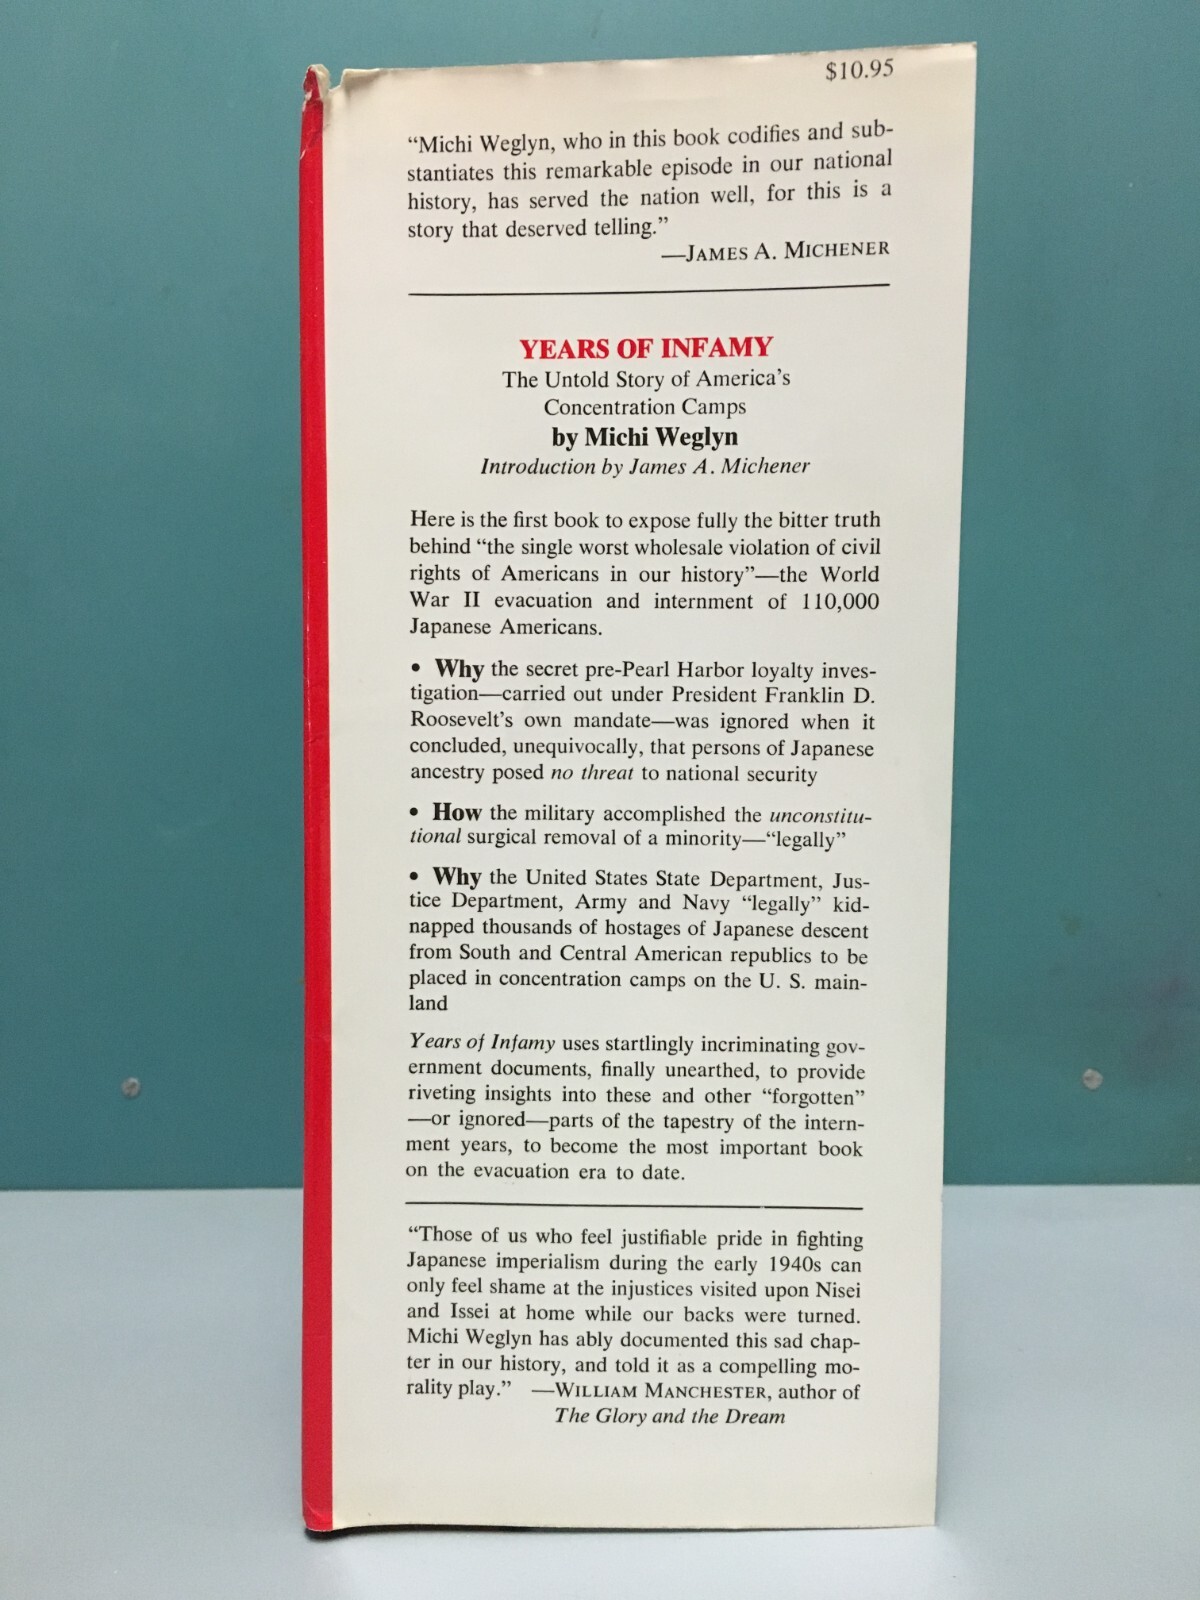 $10.95
“Michi Weglyn, who in this book codifies and sub-
stantiates this remarkable episode in our national
history, has served the nation well, for this is a
story that deserved telling.”
—JAMES A. MICHENER
YEARS OF INFAMY
The Untold Story of America’s
Concentration Camps
by Michi Weglyn
Introduction by James A. Michener
Here is the first book to expose fully the bitter truth
behind “the single worst wholesale violation of civil
rights of Americans in our history”—the World
War II evacuation and internment of 110,000
Japanese Americans.
• Why the secret pre-Pearl Harbor loyalty inves-
tigation—carried out under President Franklin D.
Roosevelt’s own mandate—was ignored when it
concluded, unequivocally, that persons of Japanese
ancestry posed no threat to national security
• How the military accomplished the unconstitu-
tional surgical removal of a minority—“legally”
• Why the United States State Department, Jus-
tice Department, Army and Navy “legally” kid-
napped thousands of hostages of Japanese descent
from South and Central American republics to be
placed in concentration camps on the U. S. main-
land
Years of Infamy uses startlingly incriminating gov-
ernment documents, finally unearthed, to provide
riveting insights into these and other “forgotten”
—or ignored—parts of the tapestry of the intern-
ment years, to become the most important book
on the evacuation era to date.
“Those of us who feel justifiable pride in fighting
Japanese imperialism during the early 1940s can
only feel shame at the injustices visited upon Nisei
and Issei at home while our backs were turned.
Michi Weglyn has ably documented this sad chap-
ter in our history, and told it as a compelling mo-
rality play.” —WILLIAM MANCHESTER, author of
The Glory and the Dream